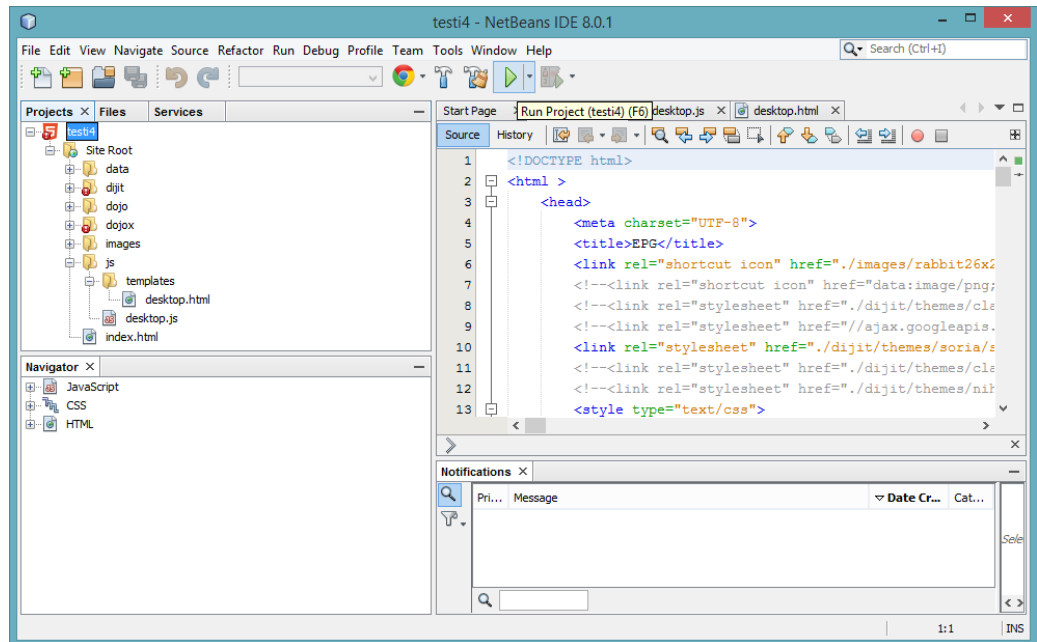 testi4 - NetBeans IDE 8.0.1
File Edit View Navigate Source Refactor Run Debug Profile Team Tools Window Help
Search (Ctrl+I)
Projects Files Services
testi4
Site Root
data
dijit
dojo
dojox
images
js
templates
desktop.html
desktop.js
index.html
Navigator
JavaScript
CSS
HTML
Start Page Run Project (testi4) (F6) desktop.js desktop.html
Source History
1 <!DOCTYPE html>
2 <html >
3 <head>
4 <meta charset="UTF-8">
5 <title>EPG</title>
6 <link rel="shortcut icon" href="./images/rabbit26x2
7 <!--<link rel="shortcut icon" href="data:image/png;
8 <!--<link rel="stylesheet" href="./dijit/themes/cla
9 <!--<link rel="stylesheet" href="//ajax.googleapis.
10 <link rel="stylesheet" href="./dijit/themes/soria/s
11 <!--<link rel="stylesheet" href="./dijit/themes/cla
12 <!--<link rel="stylesheet" href="./dijit/themes/nih
13 <style type="text/css">
Notifications
Pri... Message Date Cr... Cat...
Sele
1:1 INS